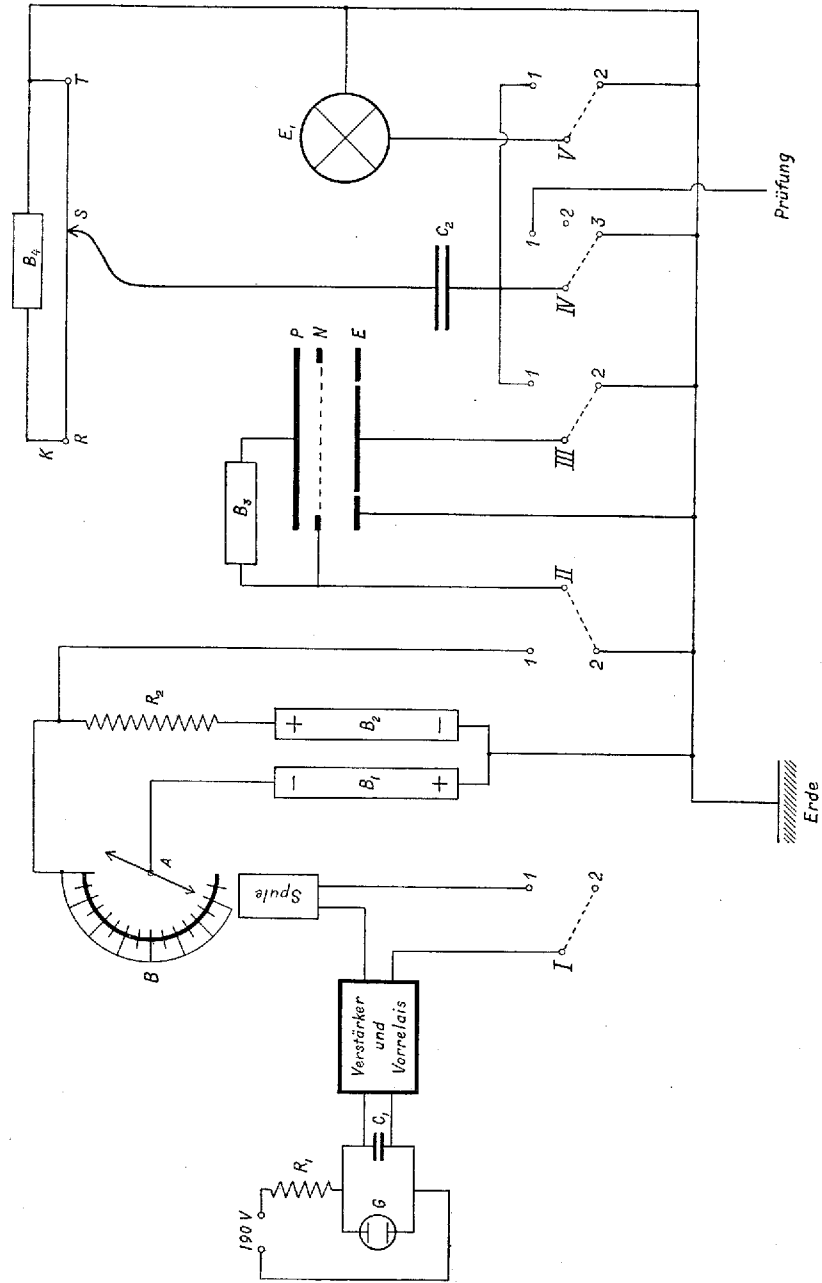 B₄
K
R
S
T
E₁
R₂
A
B
B₃
P
N
E
C₂
190 V
R₁
G
C₁
Verstärker
und
Vorrelais
Spule
− B₁ +
+ B₂ −
1
1
1
1
2
1
I
II
III
IV
V
2
2
2
3
2
Prüfung
Erde